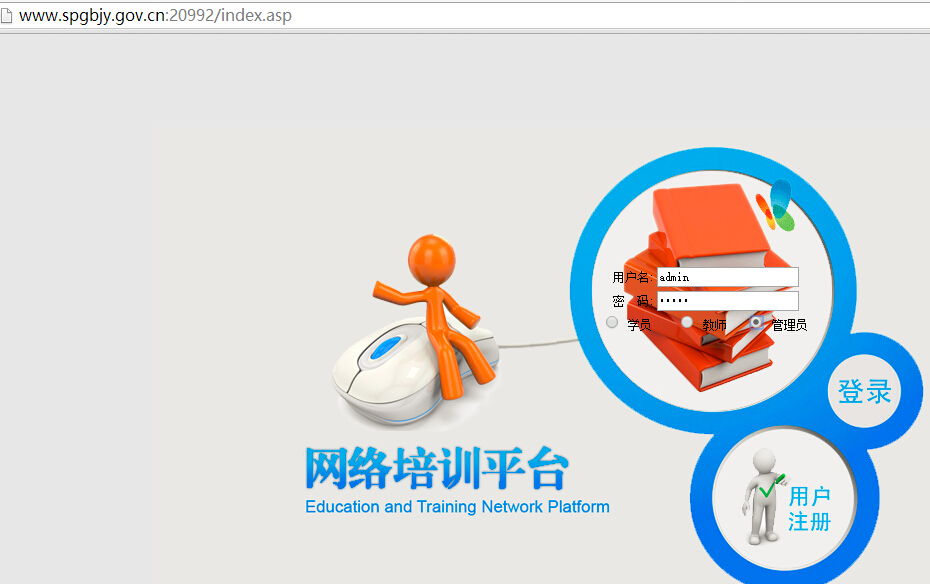 www.spgbjy.gov.cn:20992/index.asp
用户名: admin
密 码: •••••
学员 教师 管理员
登录
用户
注册
网络培训平台
Education and Training Network Platform